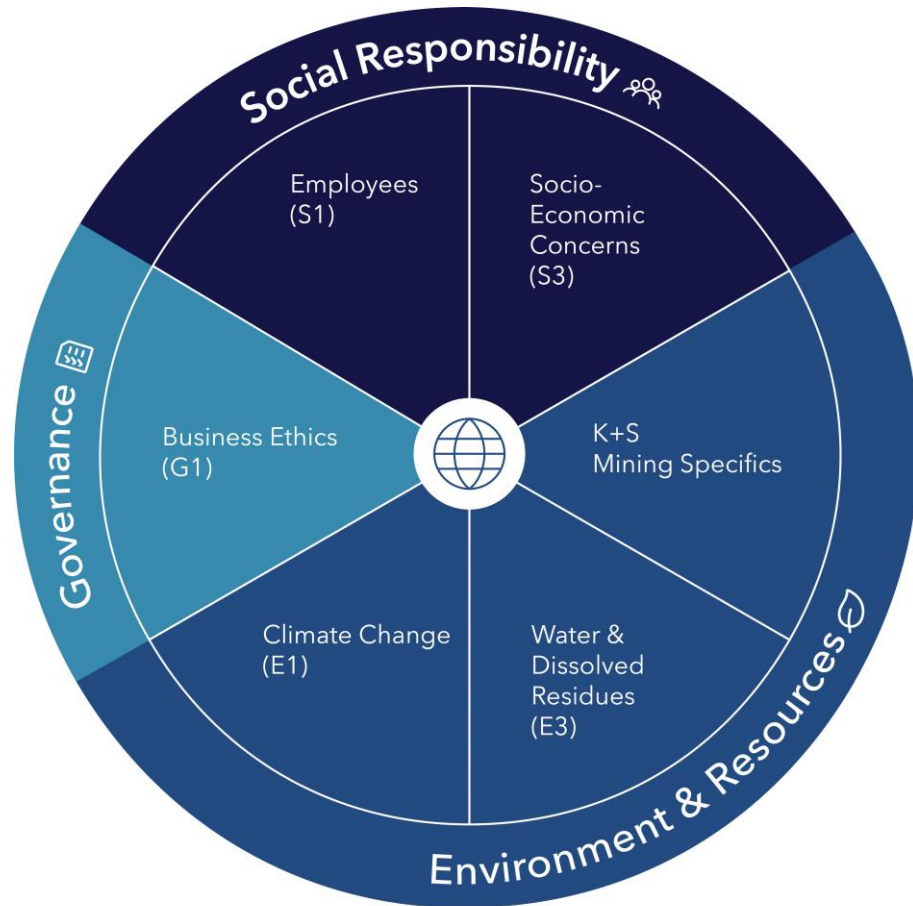 Social Responsibility
Employees
(S1)
Socio-
Economic
Concerns
(S3)
Governance
Business Ethics
(G1)
K+S
Mining Specifics
Climate Change
(E1)
Water &
Dissolved
Residues
(E3)
Environment & Resources